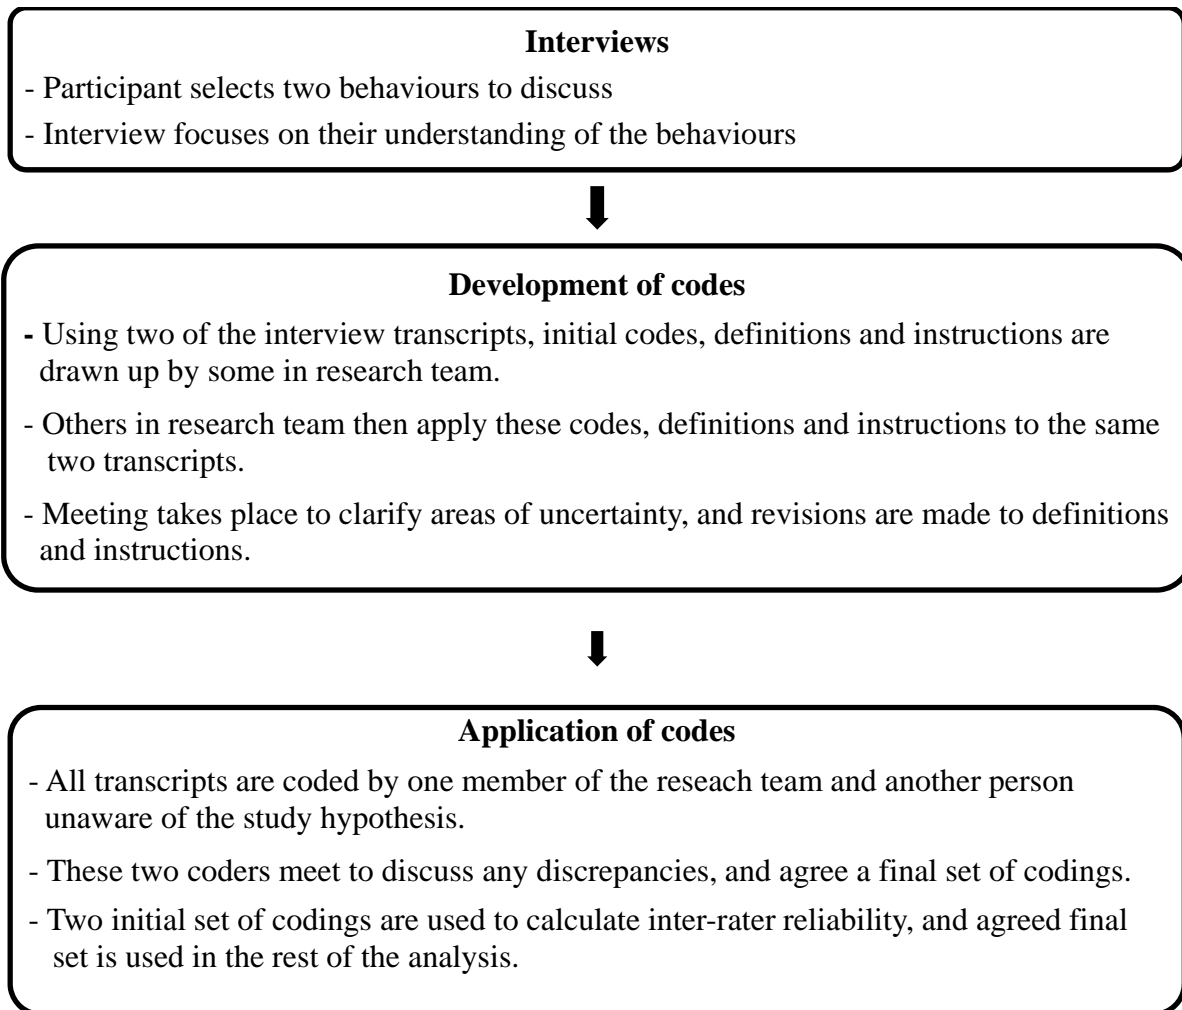 Interviews
- Participant selects two behaviours to discuss
- Interview focuses on their understanding of the behaviours
Development of codes
- Using two of the interview transcripts, initial codes, definitions and instructions are
drawn up by some in research team.
- Others in research team then apply these codes, definitions and instructions to the same
two transcripts.
- Meeting takes place to clarify areas of uncertainty, and revisions are made to definitions
and instructions.
Application of codes
- All transcripts are coded by one member of the reseach team and another person
unaware of the study hypothesis.
- These two coders meet to discuss any discrepancies, and agree a final set of codings.
- Two initial set of codings are used to calculate inter-rater reliability, and agreed final
set is used in the rest of the analysis.